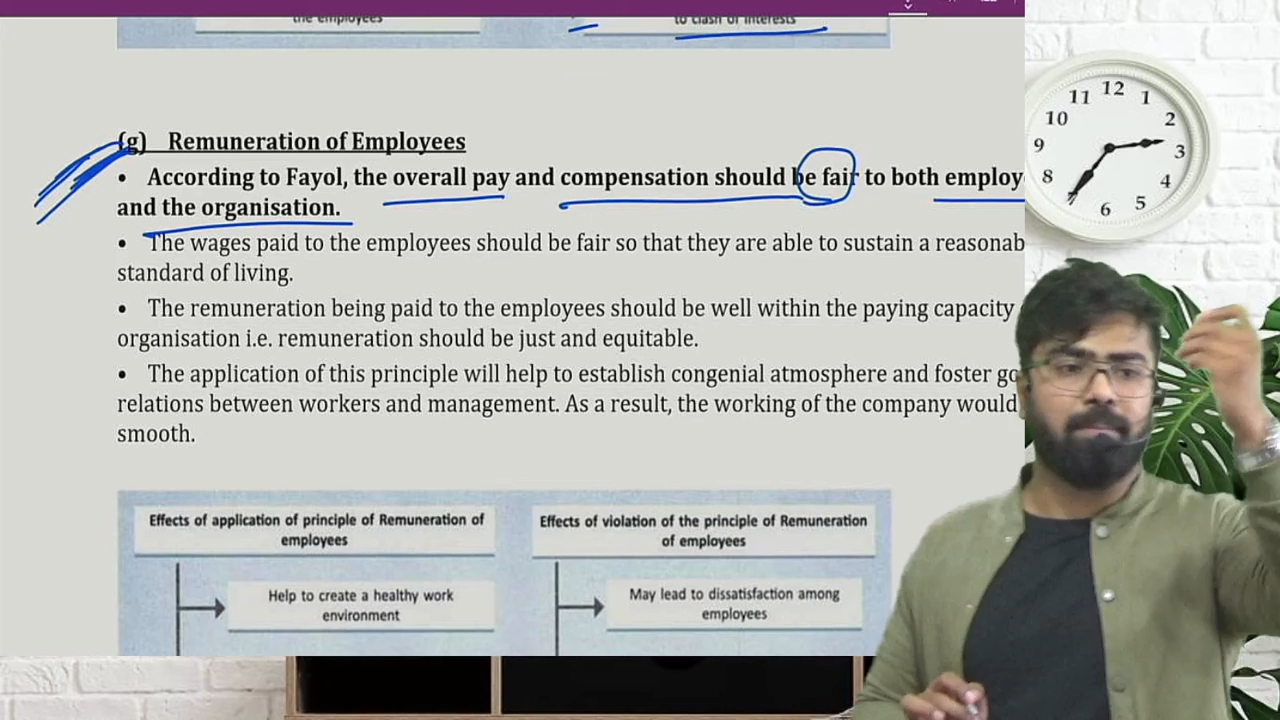 the employees
to clash of interests
(g) Remuneration of Employees
• According to Fayol, the overall pay and compensation should be fair to both employ
and the organisation.
• The wages paid to the employees should be fair so that they are able to sustain a reasonab
standard of living.
• The remuneration being paid to the employees should be well within the paying capacity
organisation i.e. remuneration should be just and equitable.
• The application of this principle will help to establish congenial atmosphere and foster go
relations between workers and management. As a result, the working of the company would
smooth.
Effects of application of principle of Remuneration of
employees
Effects of violation of the principle of Remuneration
of employees
Help to create a healthy work
environment
May lead to dissatisfaction among
employees
12
1
2
3
4
5
6
8
9
10
11